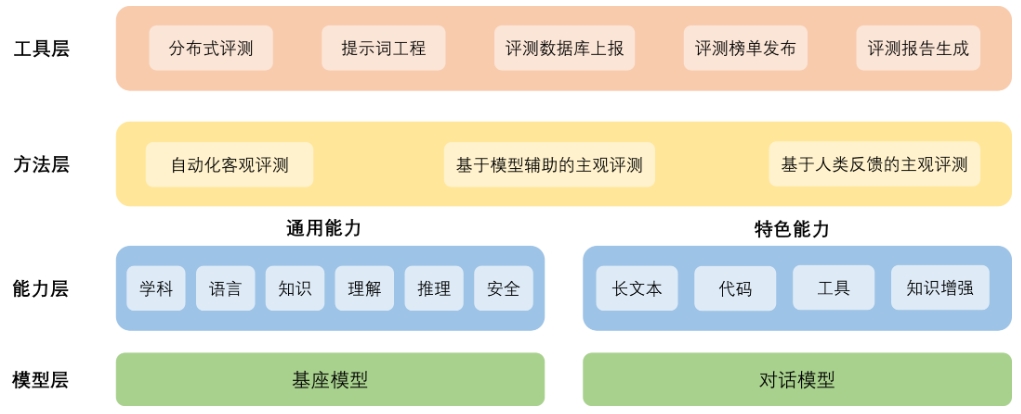 工具层
分布式评测
提示词工程
评测数据库上报
评测榜单发布
评测报告生成
方法层
自动化客观评测
基于模型辅助的主观评测
基于人类反馈的主观评测
通用能力
特色能力
能力层
学科
语言
知识
理解
推理
安全
长文本
代码
工具
知识增强
模型层
基座模型
对话模型